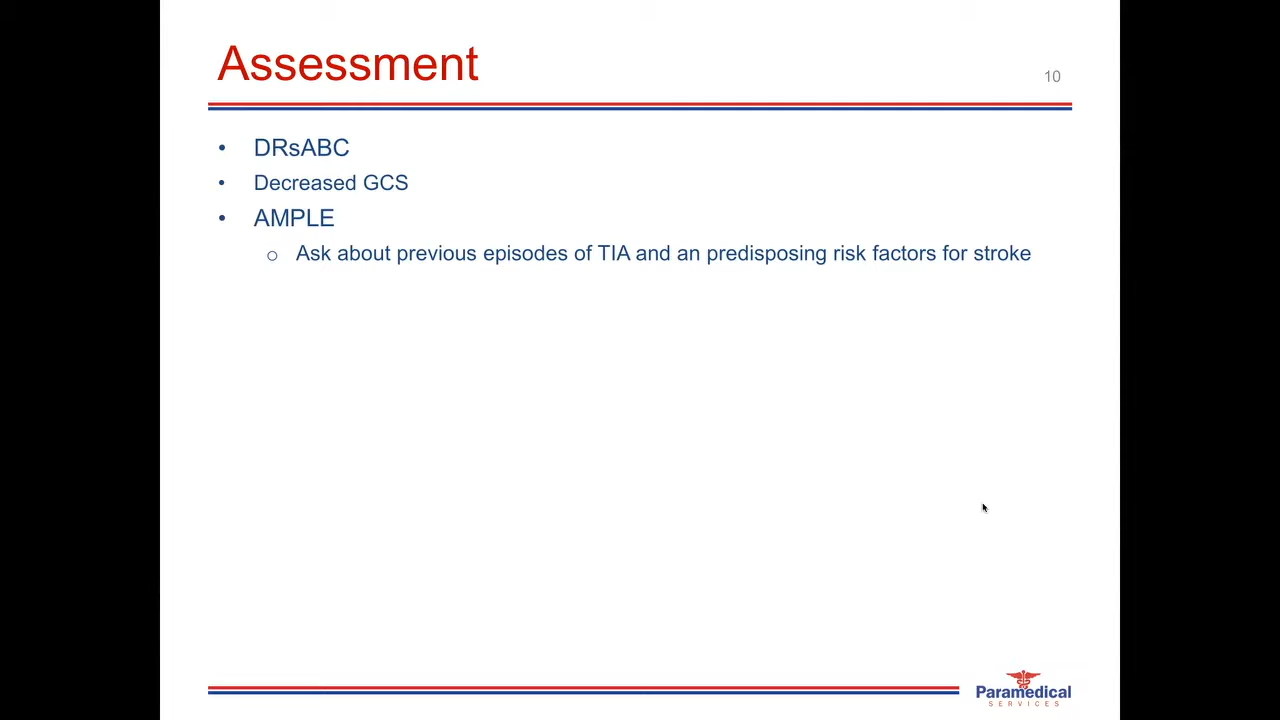 Assessment
10
• DRsABC
• Decreased GCS
• AMPLE
o Ask about previous episodes of TIA and an predisposing risk factors for stroke
Paramedical
SERVICES